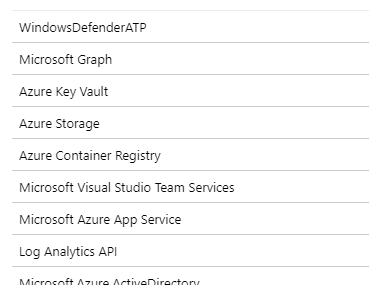 WindowsDefenderATP
Microsoft Graph
Azure Key Vault
Azure Storage
Azure Container Registry
Microsoft Visual Studio Team Services
Microsoft Azure App Service
Log Analytics API
Microsoft Azure ActiveDirectory